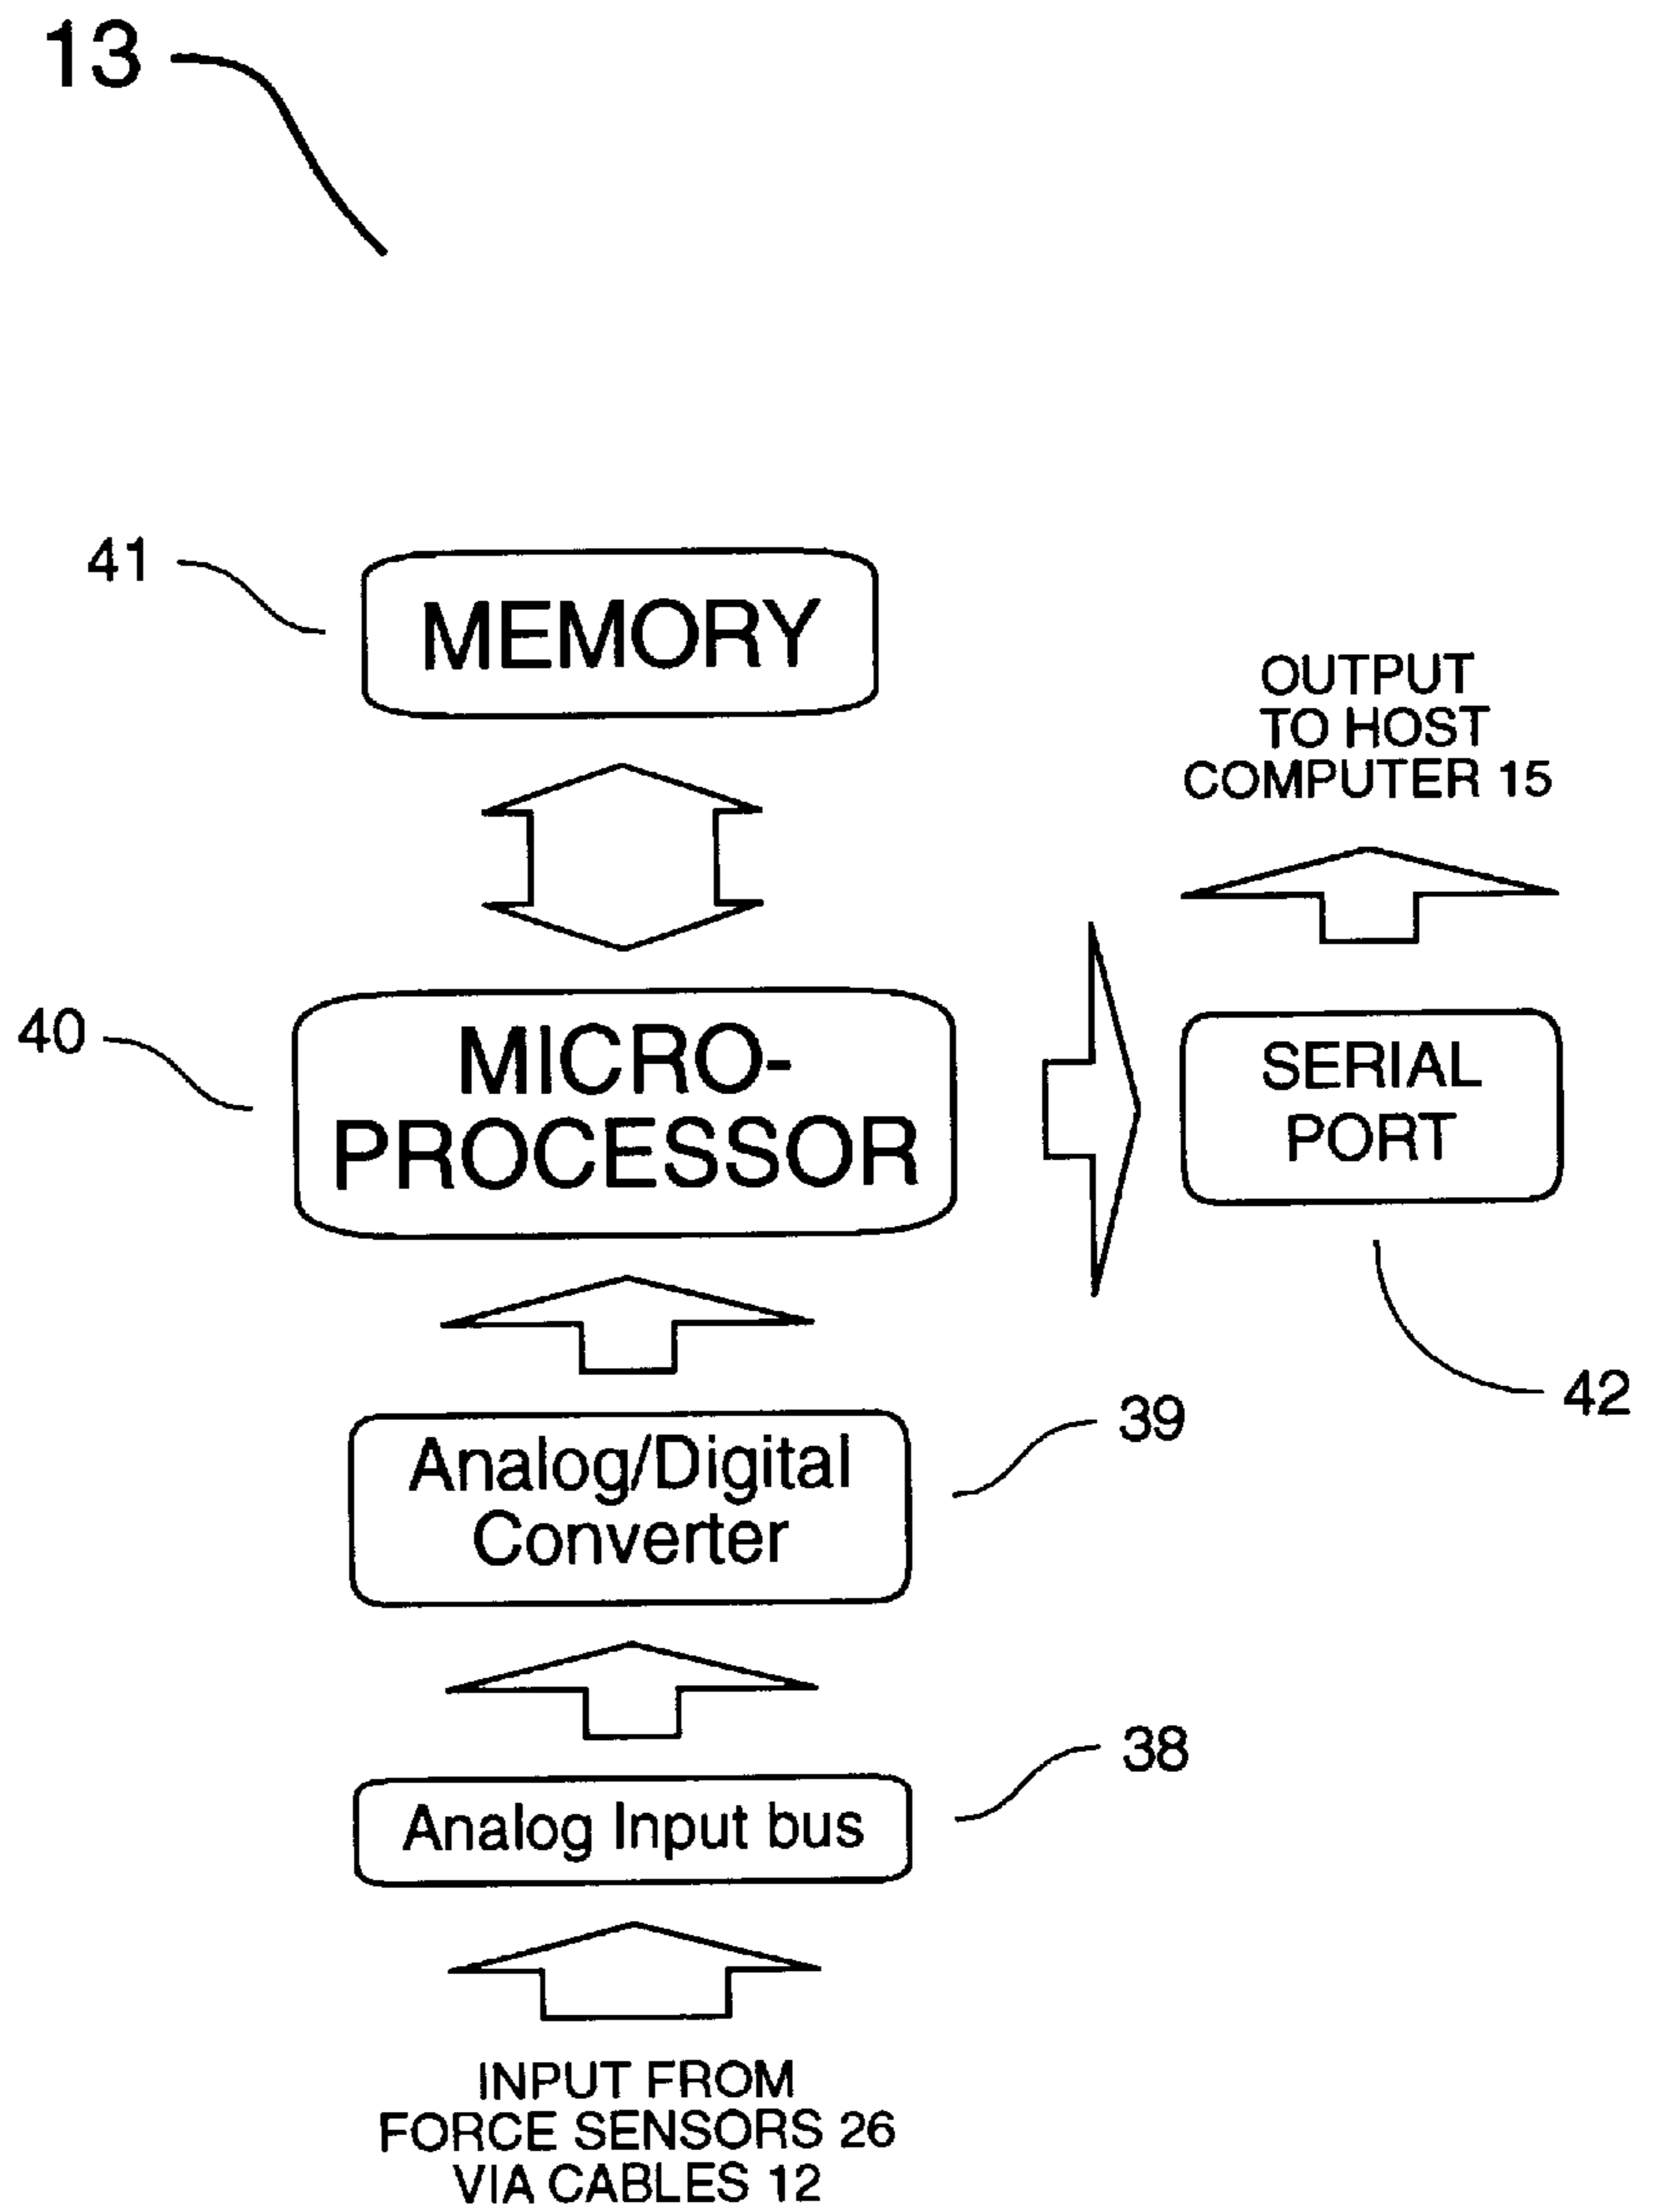 13
41
MEMORY
OUTPUT
TO HOST
COMPUTER 15
40
MICRO-
PROCESSOR
SERIAL
PORT
42
39
Analog/Digital
Converter
38
Analog Input bus
INPUT FROM
FORCE SENSORS 26
VIA CABLES 12